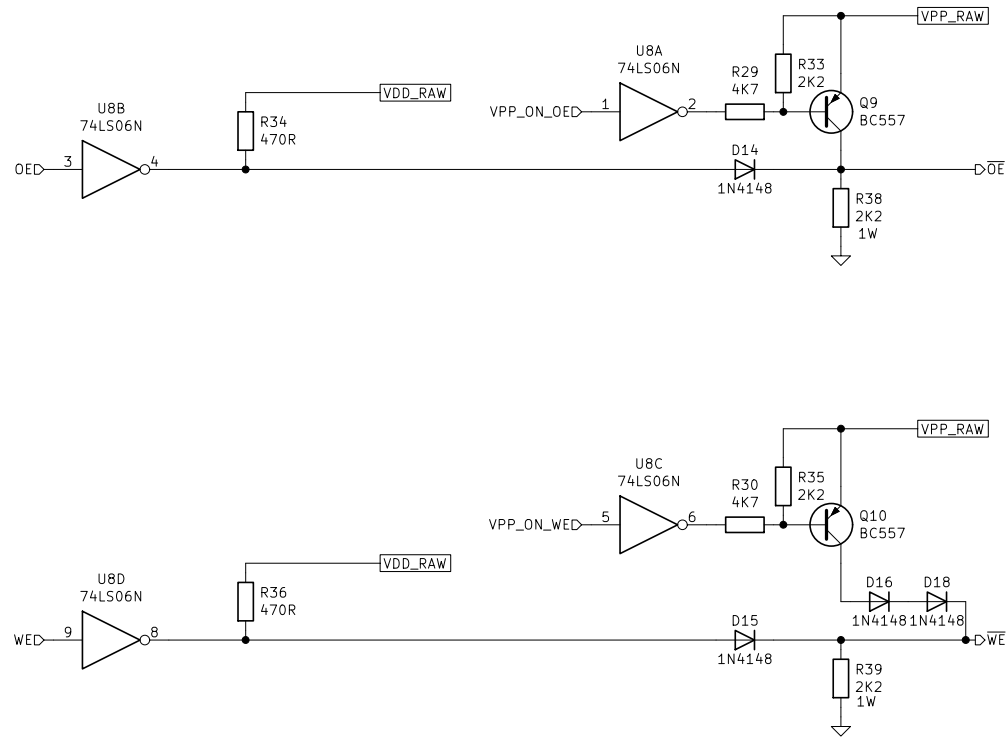 VPP_RAW
U8A
74LS06N
R29
4K7
R33
2K2
VDD_RAW
U8B
74LS06N
R34
470R
VPP_ON_OE
1
2
Q9
BC557
OE
3
4
D14
1N4148
OE
R38
2K2
1W
VPP_RAW
U8C
74LS06N
R30
4K7
R35
2K2
VPP_ON_WE
5
6
Q10
BC557
VDD_RAW
U8D
74LS06N
R36
470R
D16
D18
1N4148
1N4148
WE
9
8
D15
1N4148
WE
R39
2K2
1W